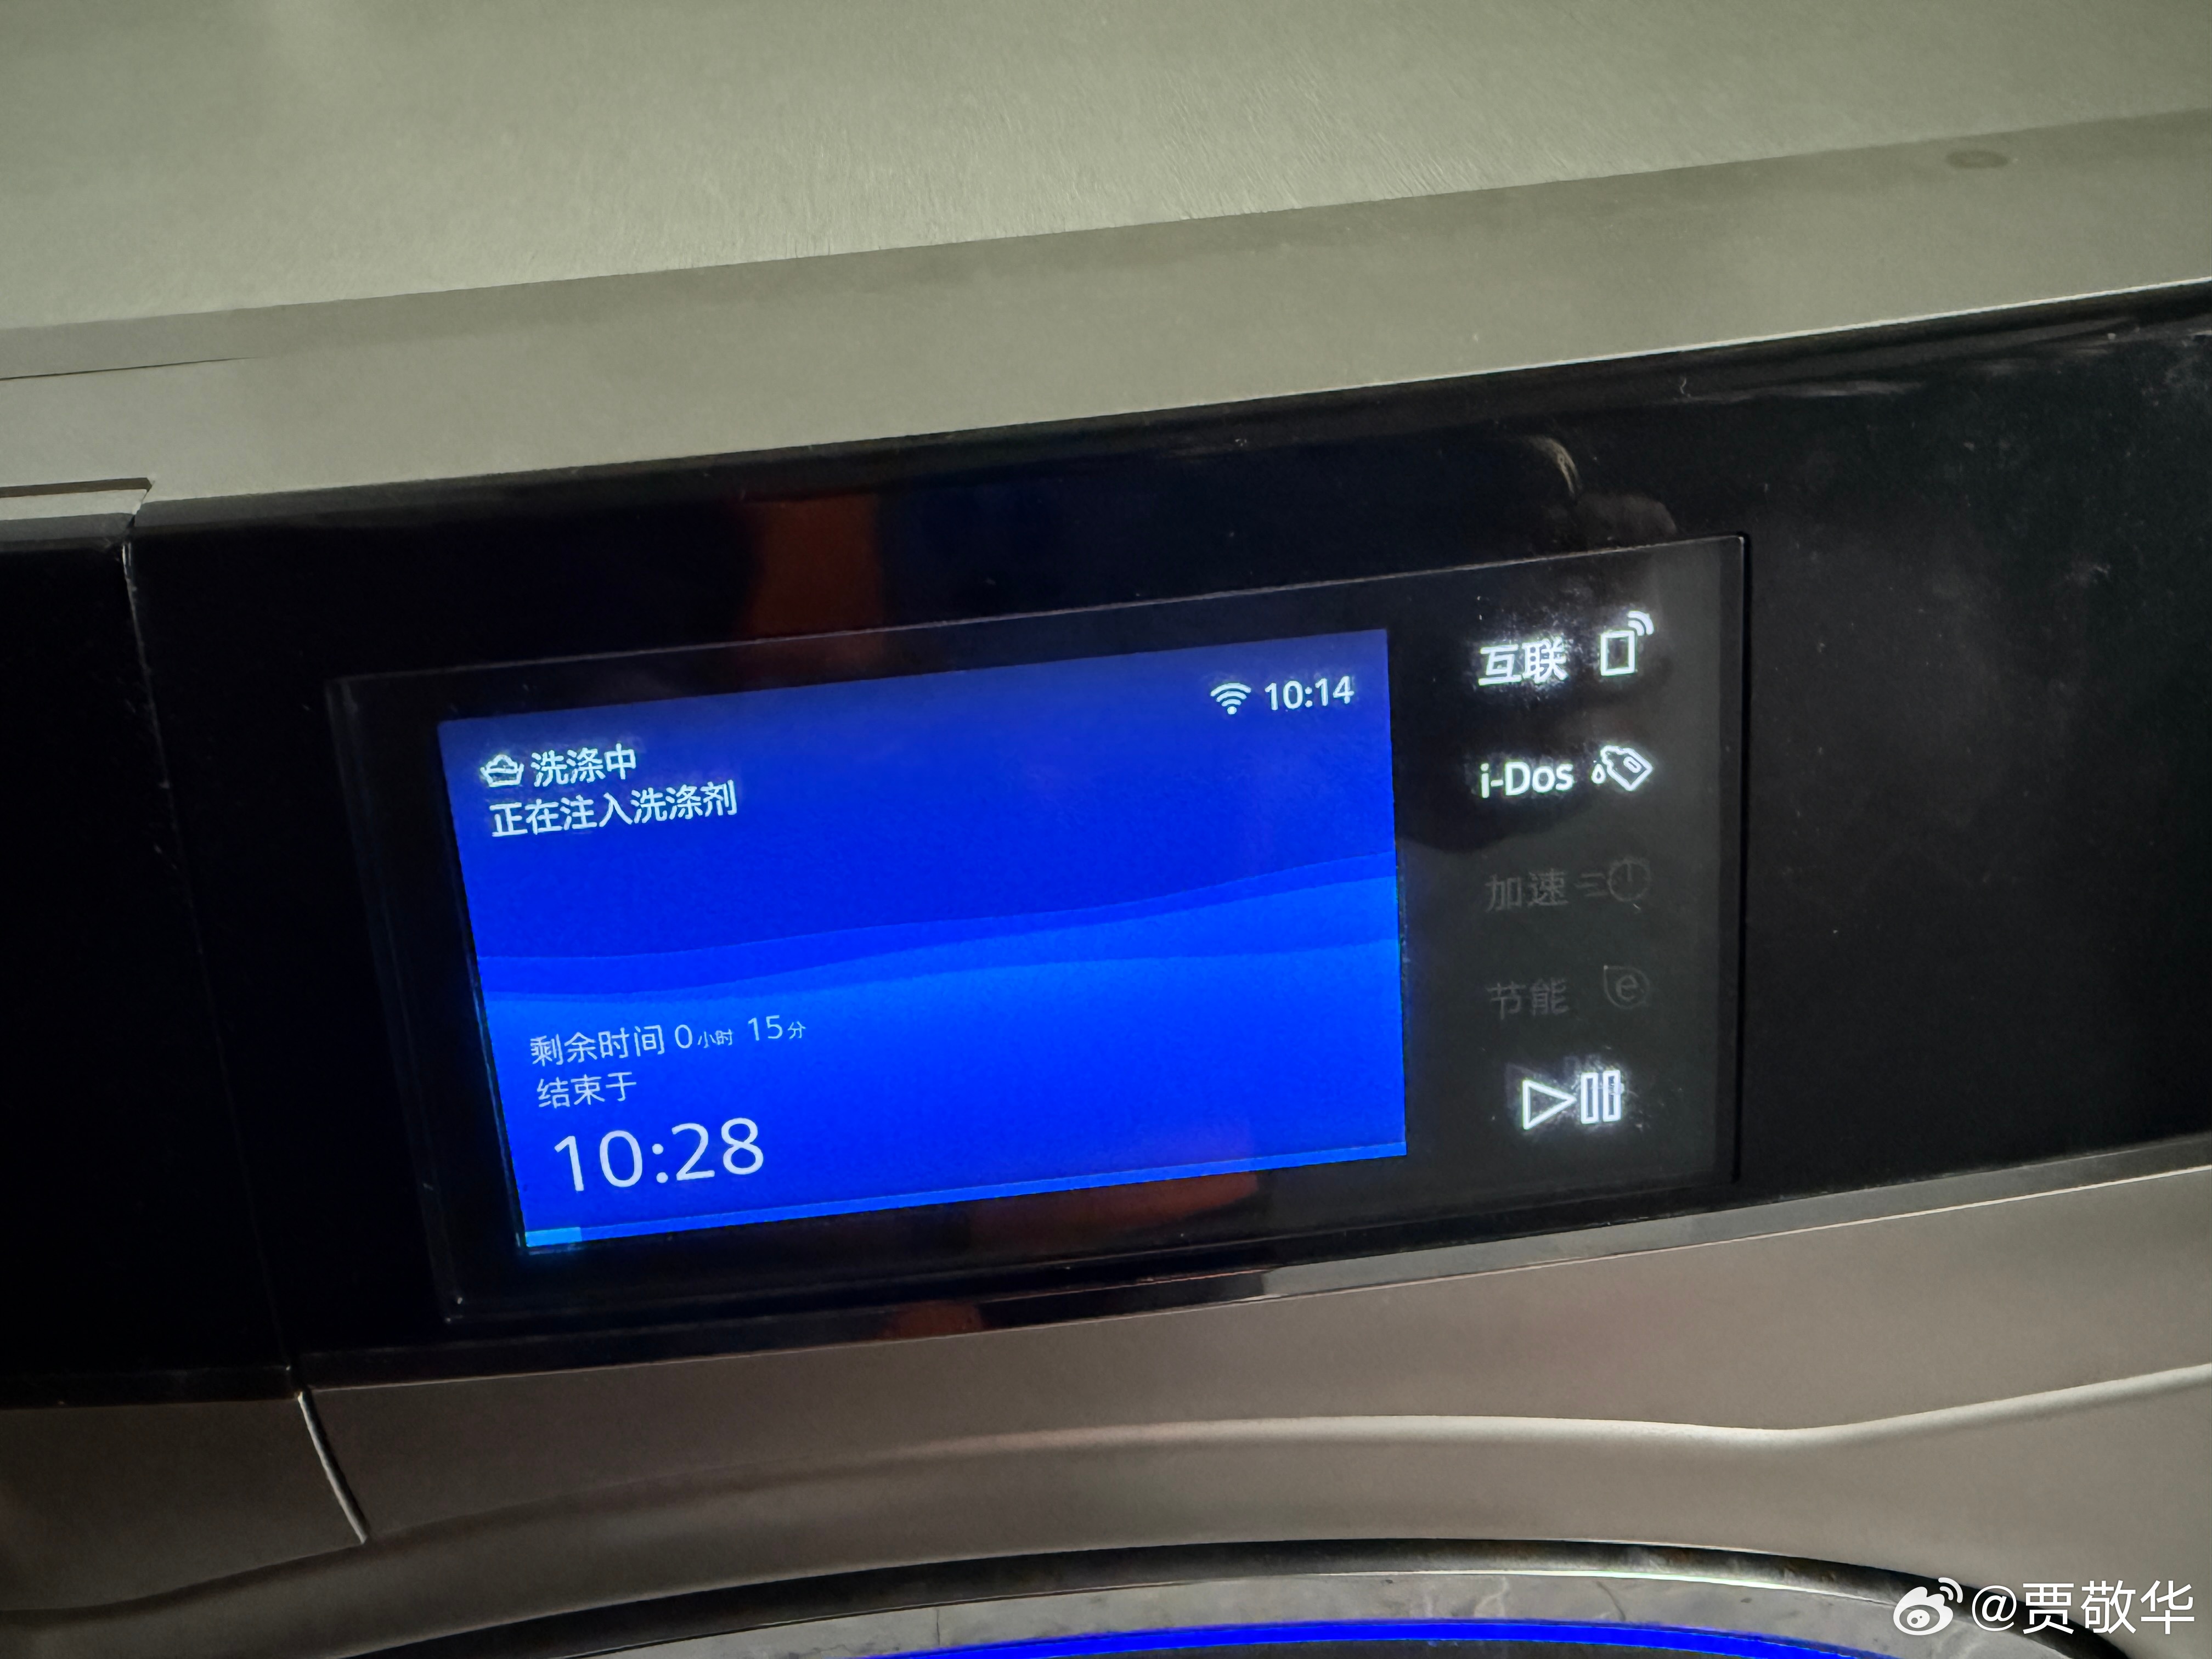 10:14
洗涤中
正在注入洗涤剂
剩余时间 0小时 15分
结束于
10:28
互联
i-Dos
加速
节能
@贾敬华